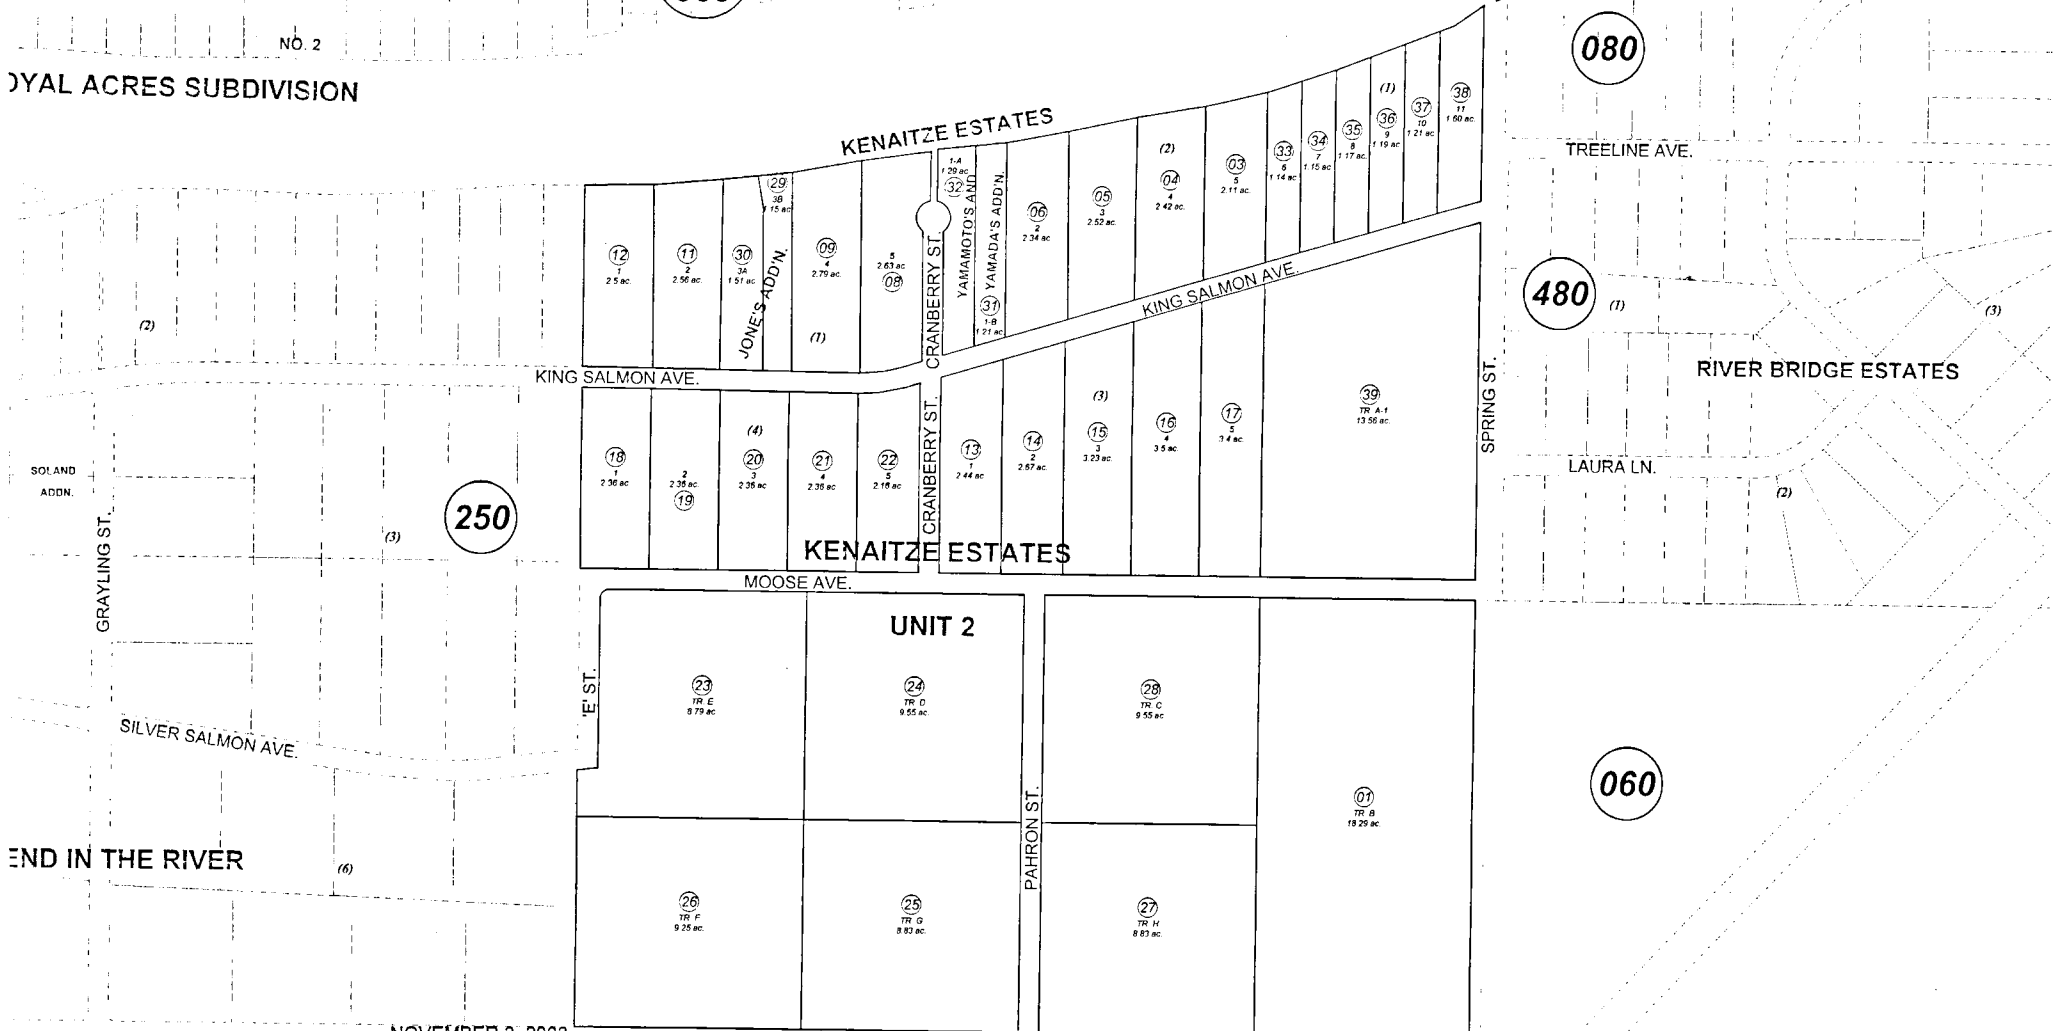 NO. 2
OYAL ACRES SUBDIVISION
080
KENAITZE ESTATES
TREELINE AVE.
12
1
2.5 ac.
11
2
2.56 ac.
30
3A
1.51 ac
29
3B
1.15 ac
JONE'S ADD'N.
09
4
2.79 ac.
(1)
5
2.63 ac.
08
CRANBERRY ST.
1-A
1.29 ac
32
YAMAMOTO'S AND
YAMADA'S ADD'N.
31
1-B
1.21 ac
06
2
2.34 ac.
05
3
2.52 ac.
(2)
04
4
2.42 ac.
03
5
2.11 ac.
33
6
1.14 ac
34
7
1.15 ac
35
8
1.17 ac.
(1)
36
9
1.19 ac
37
10
1.21 ac
38
11
1.60 ac.
KING SALMON AVE.
480
(1)
(3)
RIVER BRIDGE ESTATES
(2)
KING SALMON AVE.
SOLAND
ADDN.
GRAYLING ST.
250
(3)
18
1
2.36 ac
2
2.36 ac.
19
(4)
20
3
2.36 ac
21
4
2.36 ac
22
5
2.16 ac
CRANBERRY ST.
13
1
2.44 ac
14
2
2.67 ac.
(3)
15
3
3.23 ac.
16
4
3.5 ac.
17
5
3.4 ac.
39
TR A-1
13.56 ac.
SPRING ST.
LAURA LN.
(2)
KENAITZE ESTATES
MOOSE AVE.
UNIT 2
'E' ST.
23
TR E
8.79 ac
24
TR D
9.55 ac.
28
TR C
9.55 ac
SILVER SALMON AVE.
PAHRON ST.
01
TR B
18.29 ac.
060
END IN THE RIVER
(6)
26
TR F
9.25 ac.
25
TR G
8.83 ac.
27
TR H
8.83 ac.